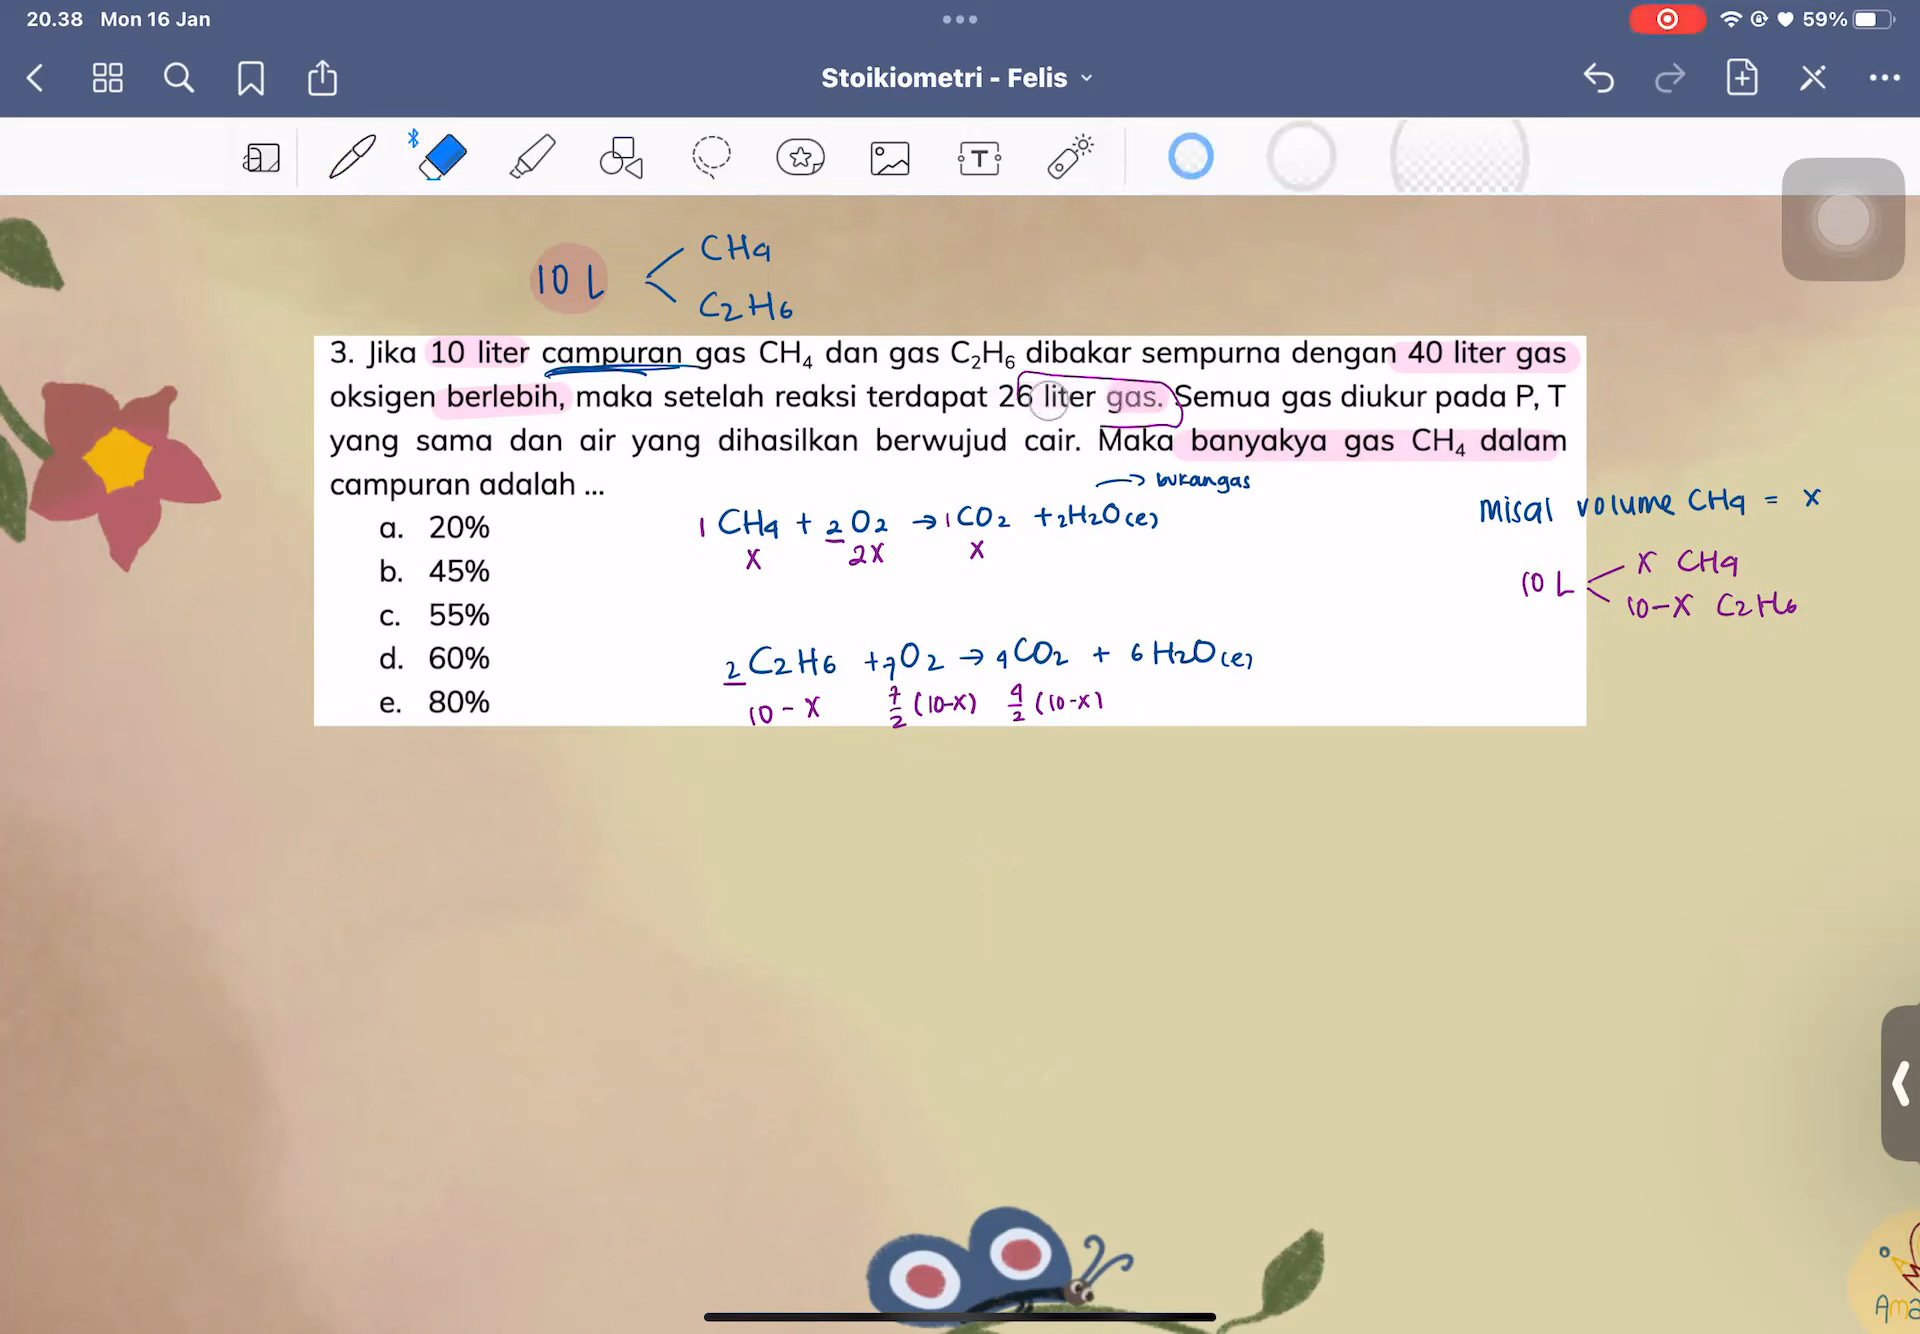 20.38 Mon 16 Jan
59%
Stoikiometri - Felis
T
10 L
CH4
C2H6
3. Jika 10 liter campuran gas CH₄ dan gas C₂H₆ dibakar sempurna dengan 40 liter gas
oksigen berlebih, maka setelah reaksi terdapat 26 liter gas. Semua gas diukur pada P, T
yang sama dan air yang dihasilkan berwujud cair. Maka banyakya gas CH₄ dalam
campuran adalah ...
→ bukan gas
a. 20%
b. 45%
c. 55%
d. 60%
e. 80%
1 CH4 + 2 O2 → 1 CO2 + 2 H2O (l)
x 2x x
2 C2H6 + 7 O2 → 4 CO2 + 6 H2O (l)
10 - x 7/2 (10-x) 4/2 (10-x)
misal volume CH4 = x
10 L
x CH4
10-x C2H6